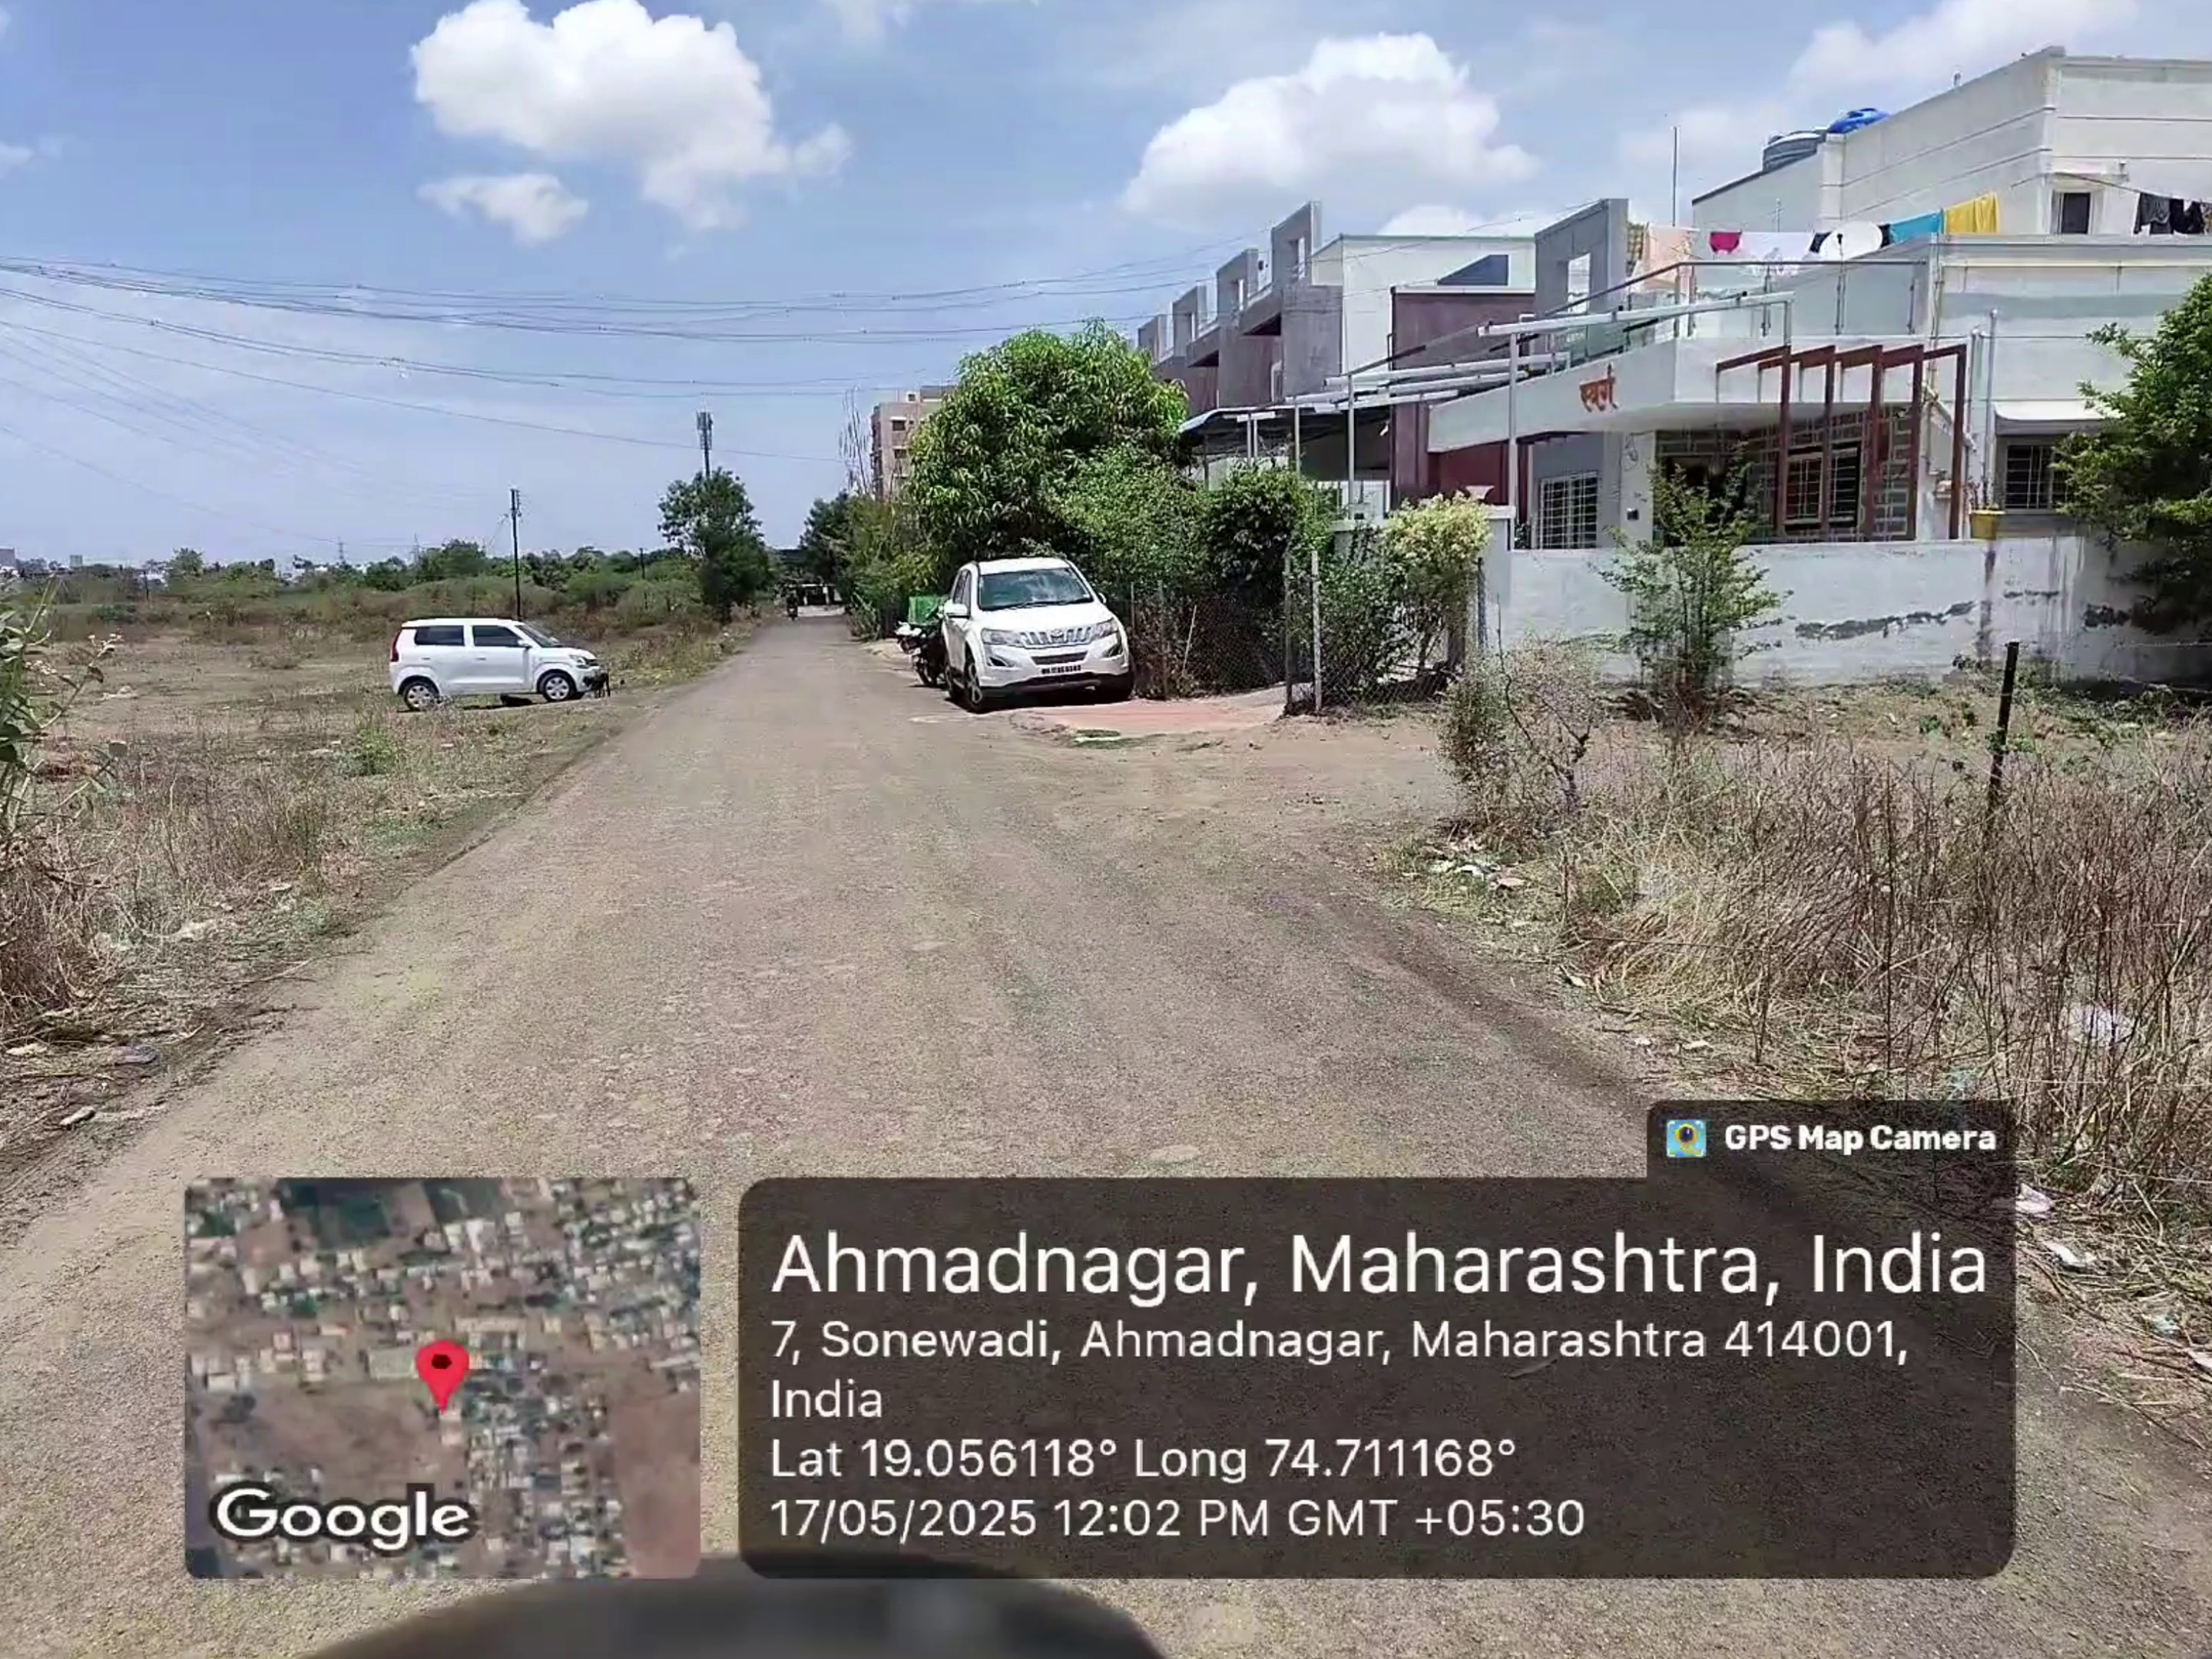 स्वर्ग
GPS Map Camera
Ahmadnagar, Maharashtra, India
7, Sonewadi, Ahmadnagar, Maharashtra 414001,
India
Lat 19.056118° Long 74.711168°
17/05/2025 12:02 PM GMT +05:30
Google